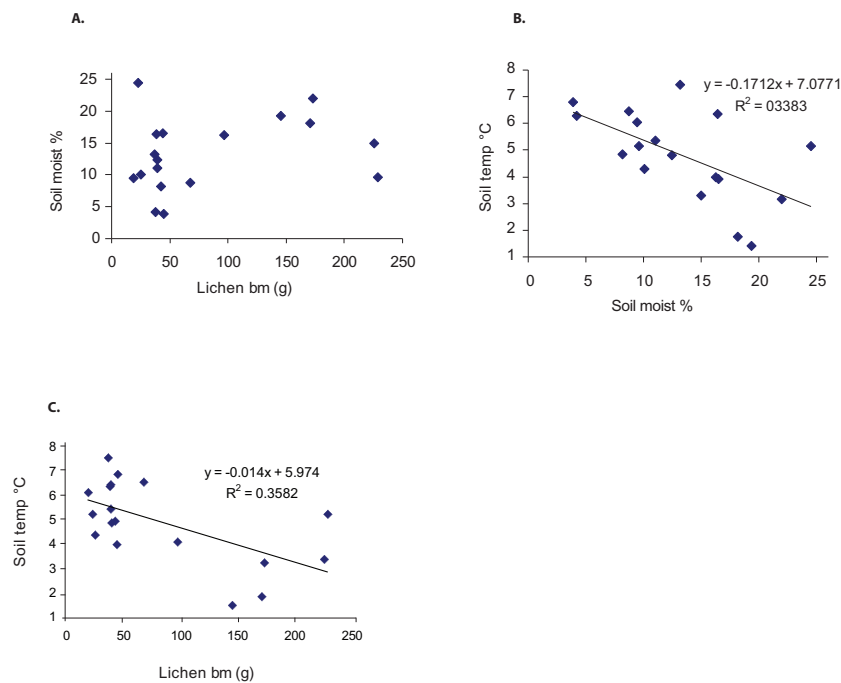 A.
25
20
15
10
5
0
Soil moist %
0 50 100 150 200 250
Lichen bm (g)
B.
8
7
6
5
4
3
2
1
Soil temp °C
y = -0.1712x + 7.0771
R² = 03383
0 5 10 15 20 25
Soil moist %
C.
8
7
6
5
4
3
2
1
Soil temp °C
y = -0.014x + 5.974
R² = 0.3582
0 50 100 150 200 250
Lichen bm (g)